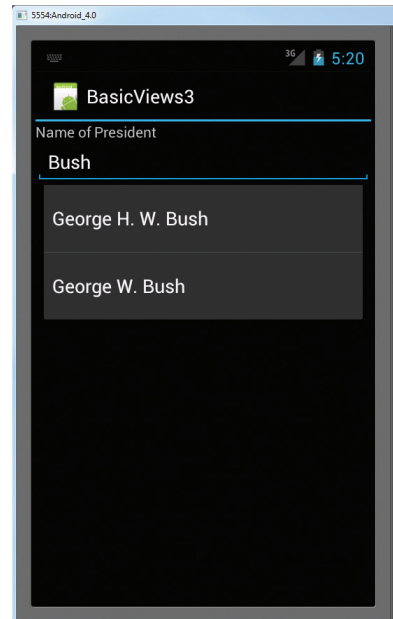 5554:Android_4.0
3G 5:20
BasicViews3
Name of President
Bush
George H. W. Bush
George W. Bush